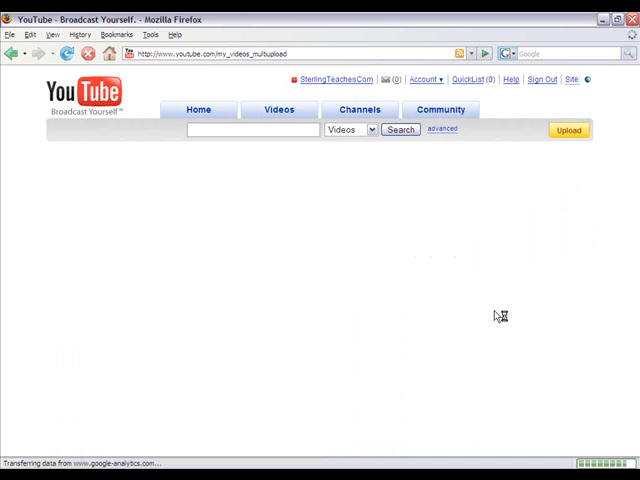 YouTube - Broadcast Yourself. - Mozilla Firefox
File Edit View History Bookmarks Tools Help
http://www.youtube.com/my_videos_multiupload
G Google
SterlingTeachesCom (0) Account QuickList (0) Help Sign Out Site:
YouTube
Broadcast Yourself™
Home Videos Channels Community
Videos Search advanced Upload
Transferring data from www.google-analytics.com...